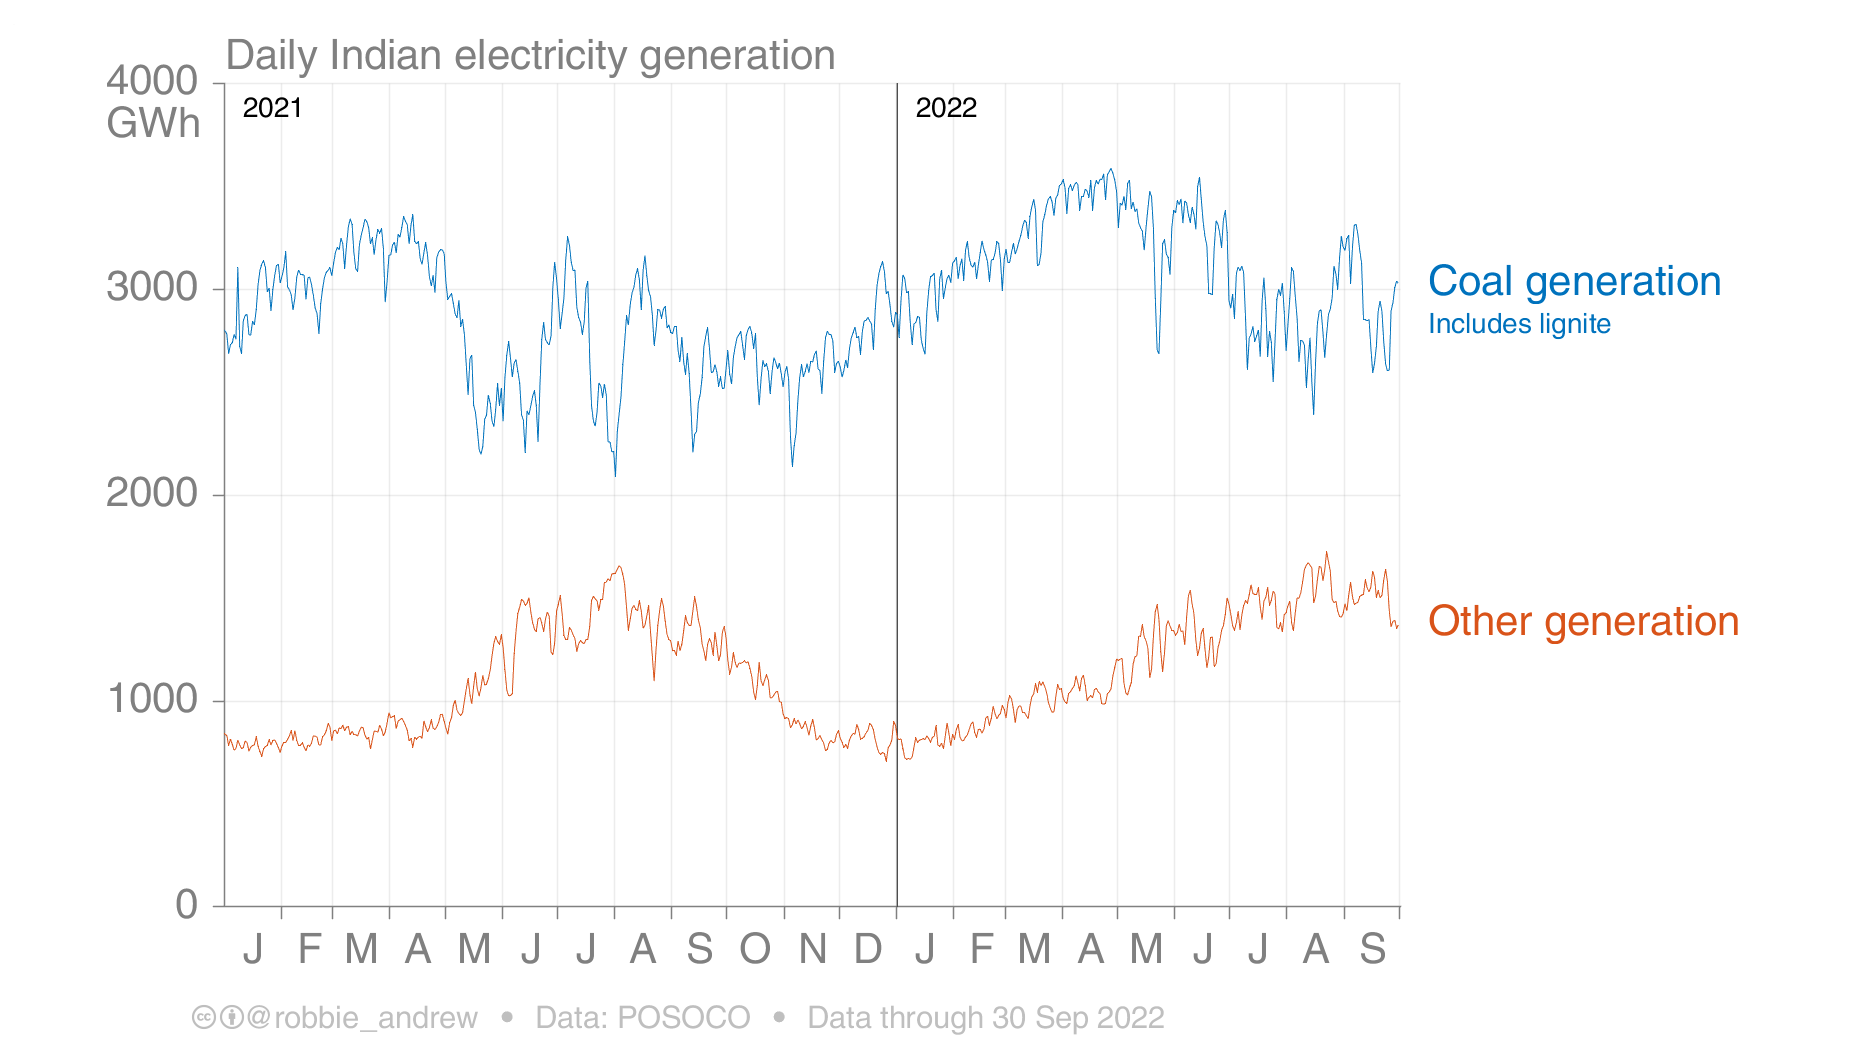 Daily Indian electricity generation
4000
GWh
2021
2022
3000
Coal generation
Includes lignite
2000
Other generation
1000
0
J F M A M J J A S O N D J F M A M J J A S
@robbie_andrew • Data: POSOCO • Data through 30 Sep 2022